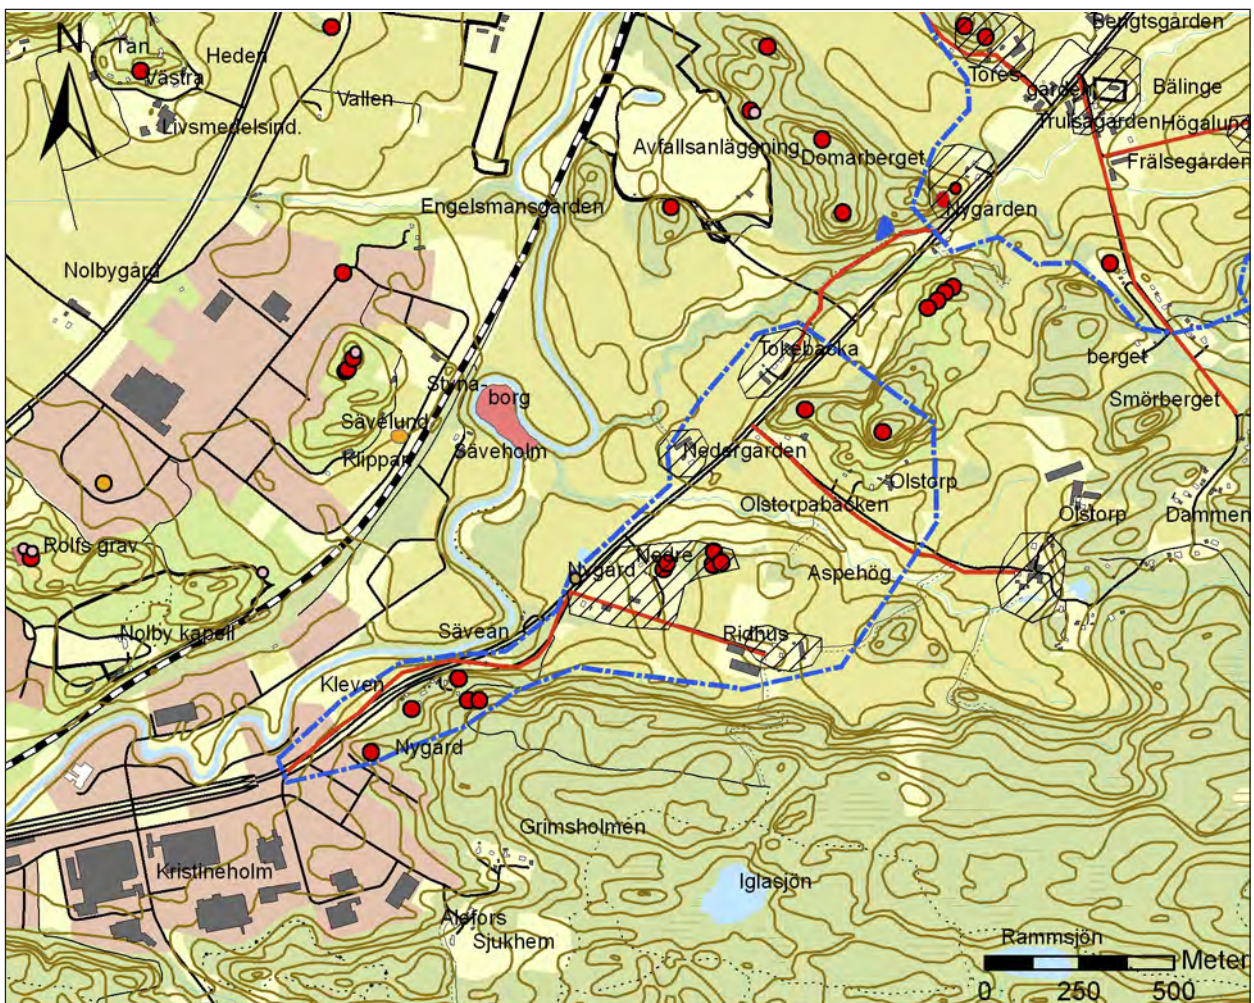 Bengtsgården
N
Tan
Heden
Västra
Vallen
Livsmedelsind.
Tores
gården
Bälinge
Trulsagården
Högalund
Avfallsanläggning
Domarberget
Frälsegården
Engelsmansgården
Nygården
Nolbygård
Tokebacka
berget
Styna-
borg
Smörberget
Sävelund
Klippan
Säveholm
Nedergården
Olstorp
Olstorpabäcken
Olstorp
Dammen
Rolfs grav
Nedre
Nygård
Aspehög
Nolby kapell
Säveån
Ridhus
Kleven
Nygård
Grimsholmen
Kristineholm
Iglasjön
Alefors
Sjukhem
Rammsjön
Meter
0 250 500